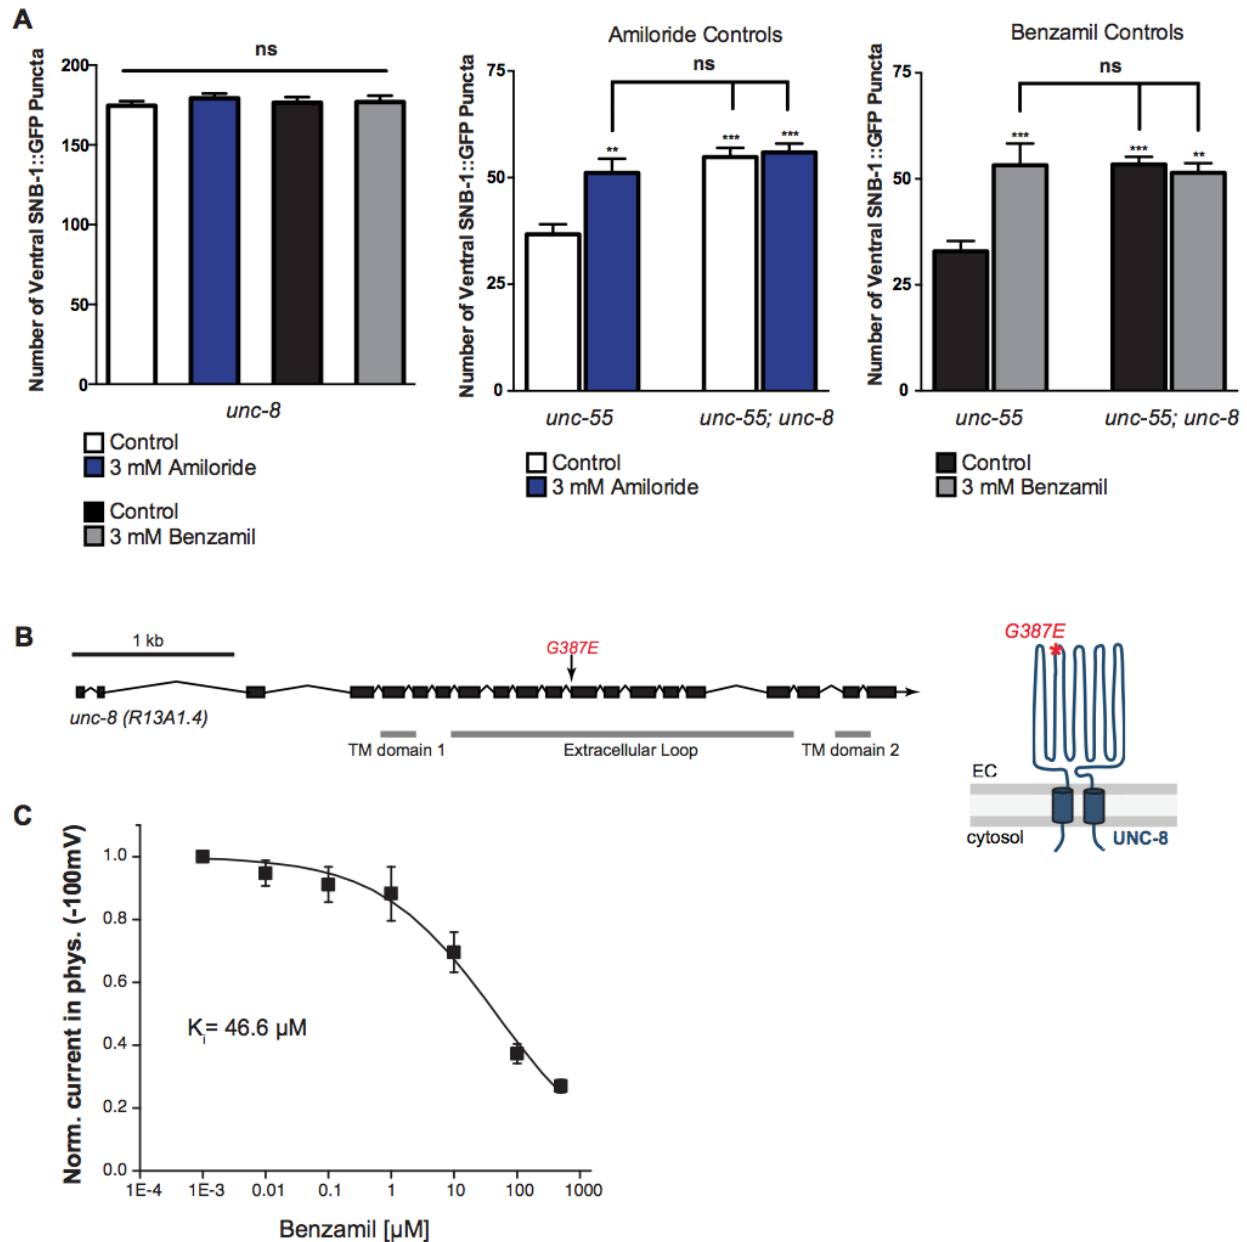 A
Number of Ventral SNB-1::GFP Puncta
200
150
100
50
0
ns
unc-8
Control
3 mM Amiloride
Control
3 mM Benzamil
Amiloride Controls
Number of Ventral SNB-1::GFP Puncta
75
50
25
0
ns
**
***
***
unc-55
unc-55; unc-8
Control
3 mM Amiloride
Benzamil Controls
Number of Ventral SNB-1::GFP Puncta
75
50
25
0
ns
***
***
**
unc-55
unc-55; unc-8
Control
3 mM Benzamil
B
1 kb
G387E
unc-8 (R13A1.4)
TM domain 1
Extracellular Loop
TM domain 2
G387E
*
EC
cytosol
UNC-8
C
Norm. current in phys. (-100mV)
1.0
0.8
0.6
0.4
0.2
0.0
Ki= 46.6 µM
1E-4
1E-3
0.01
0.1
1
10
100
1000
Benzamil [µM]